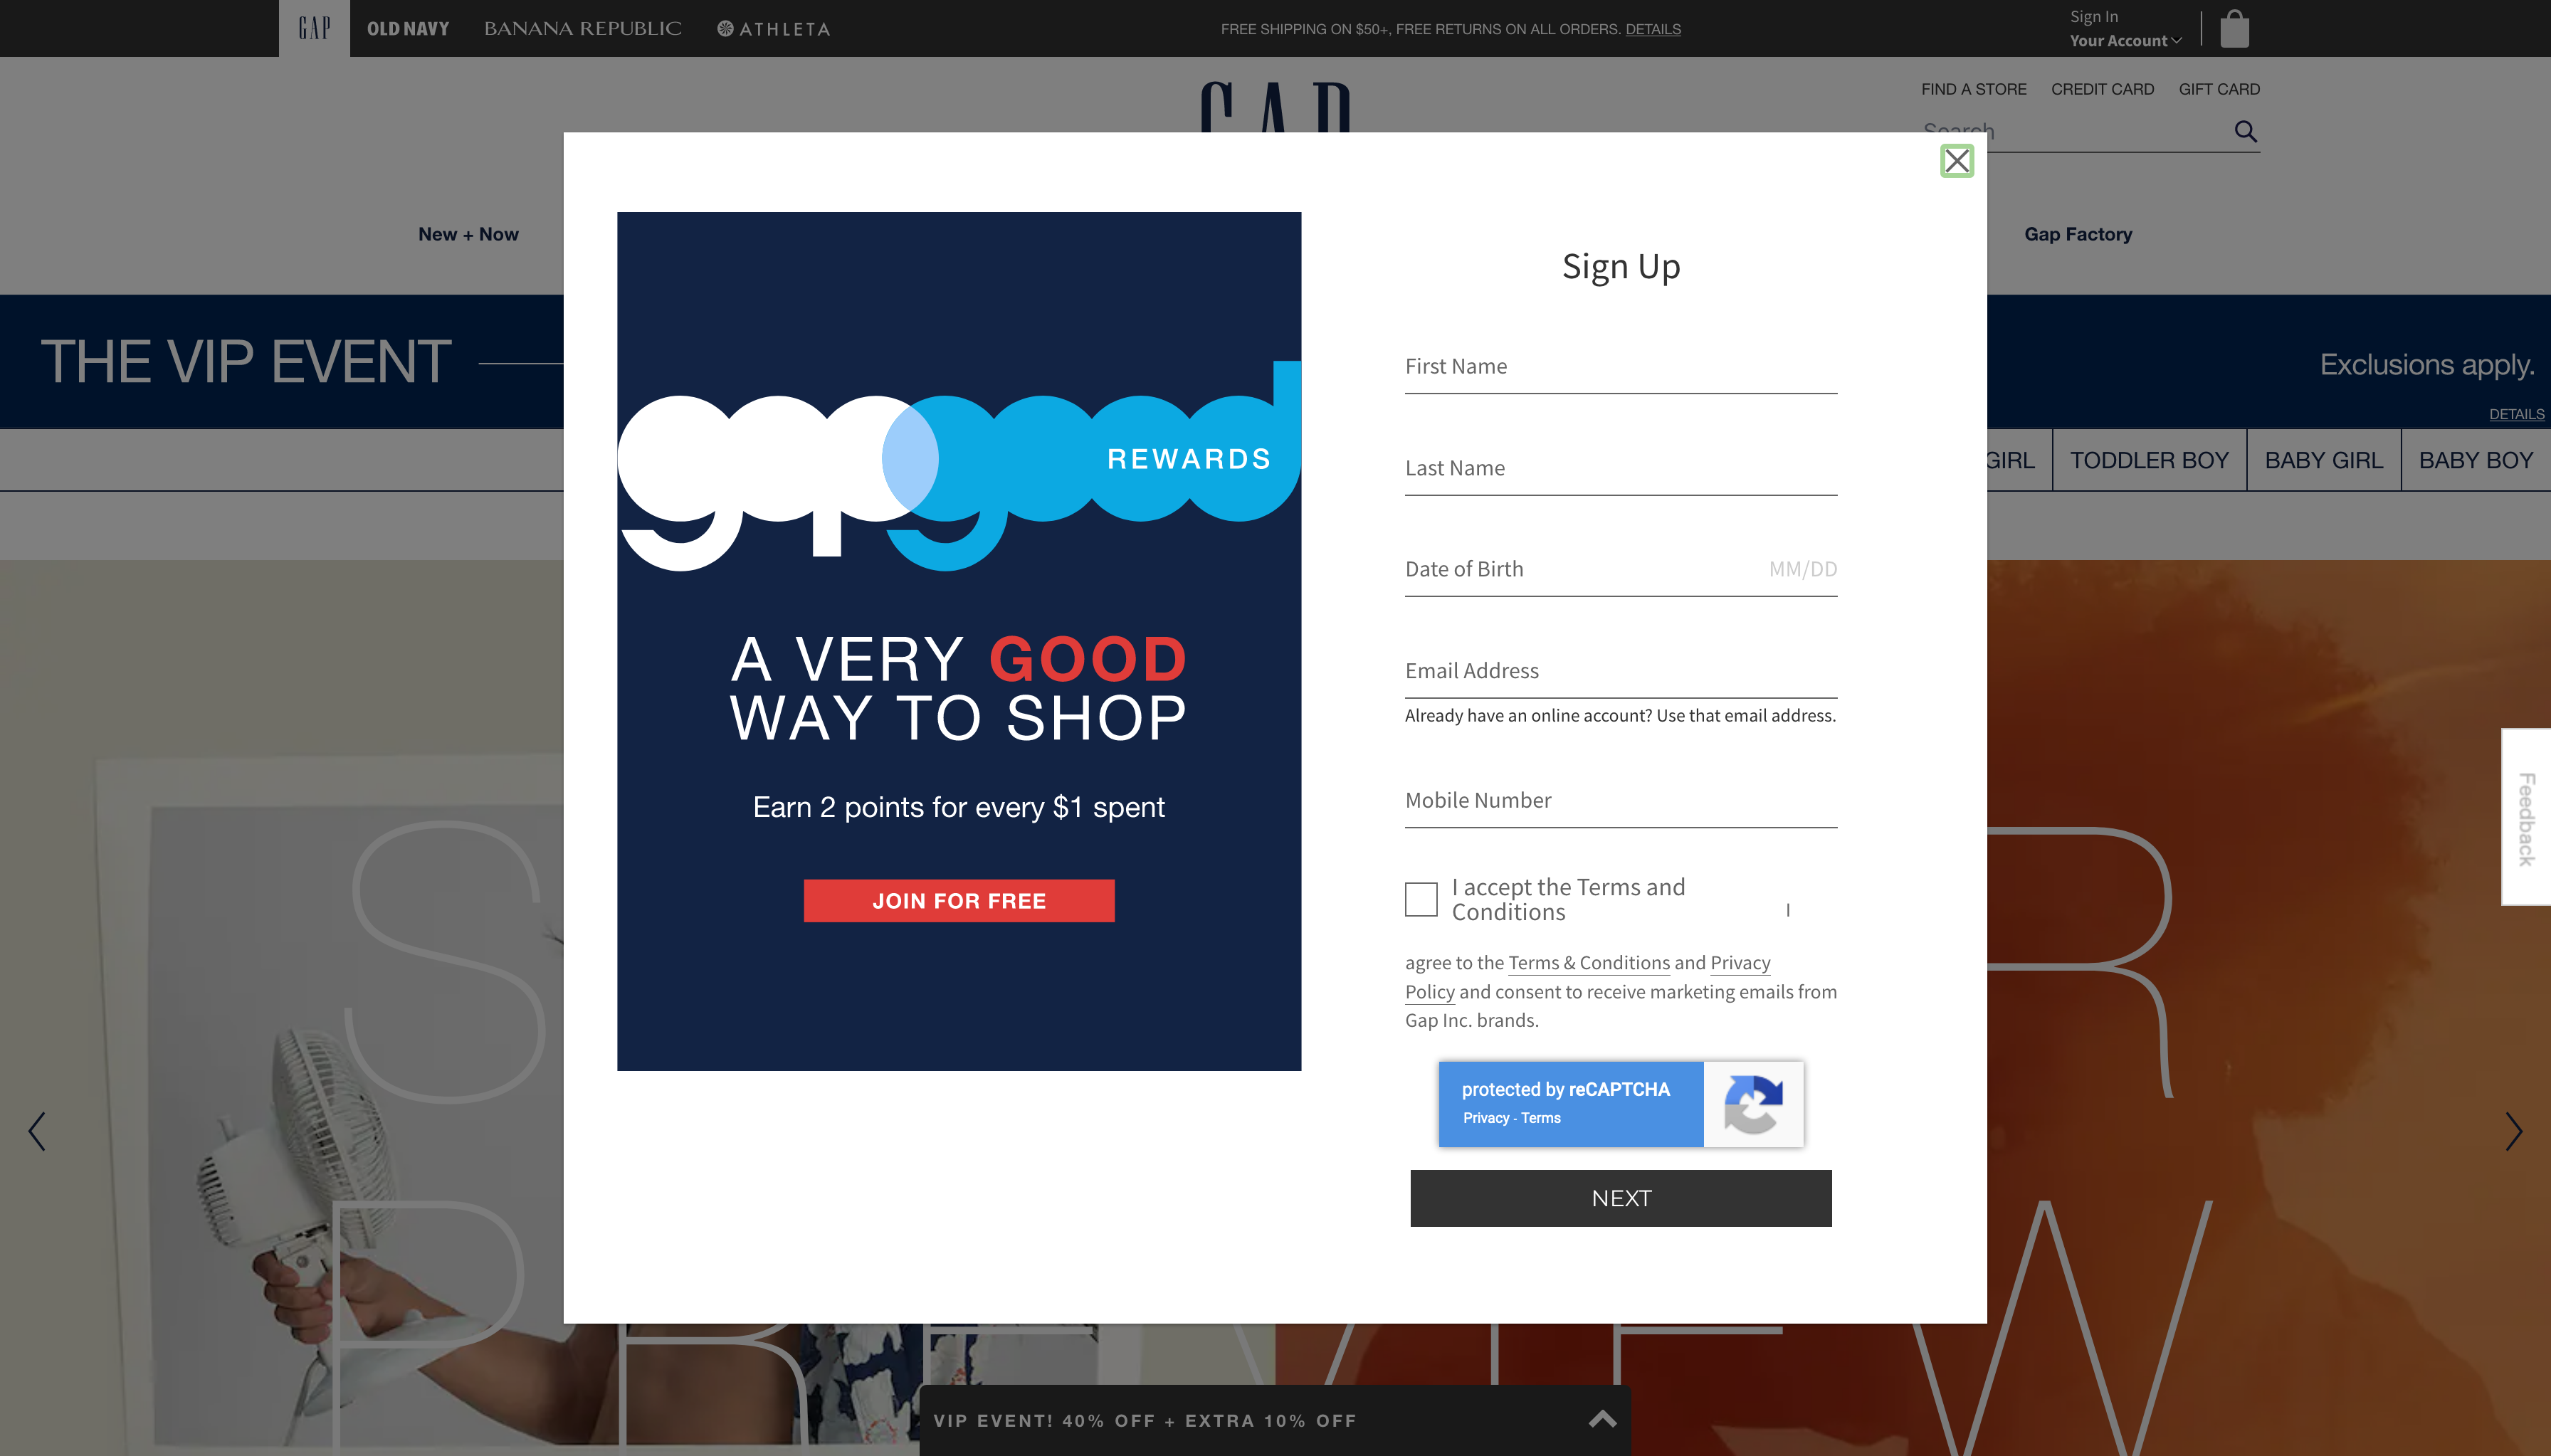 GAP
OLD NAVY
BANANA REPUBLIC
ATHLETA
FREE SHIPPING ON $50+, FREE RETURNS ON ALL ORDERS. DETAILS
Sign In
Your Account
FIND A STORE
CREDIT CARD
GIFT CARD
GAP
Search
New + Now
Gap Factory
THE VIP EVENT
Exclusions apply.
DETAILS
GIRL
TODDLER BOY
BABY GIRL
BABY BOY
gapgood
REWARDS
A VERY GOOD
WAY TO SHOP
Earn 2 points for every $1 spent
JOIN FOR FREE
Sign Up
First Name
Last Name
Date of Birth MM/DD
Email Address
Already have an online account? Use that email address.
Mobile Number
I accept the Terms and
Conditions I
agree to the Terms & Conditions and Privacy
Policy and consent to receive marketing emails from
Gap Inc. brands.
protected by reCAPTCHA
Privacy - Terms
NEXT
Feedback
VIP EVENT! 40% OFF + EXTRA 10% OFF